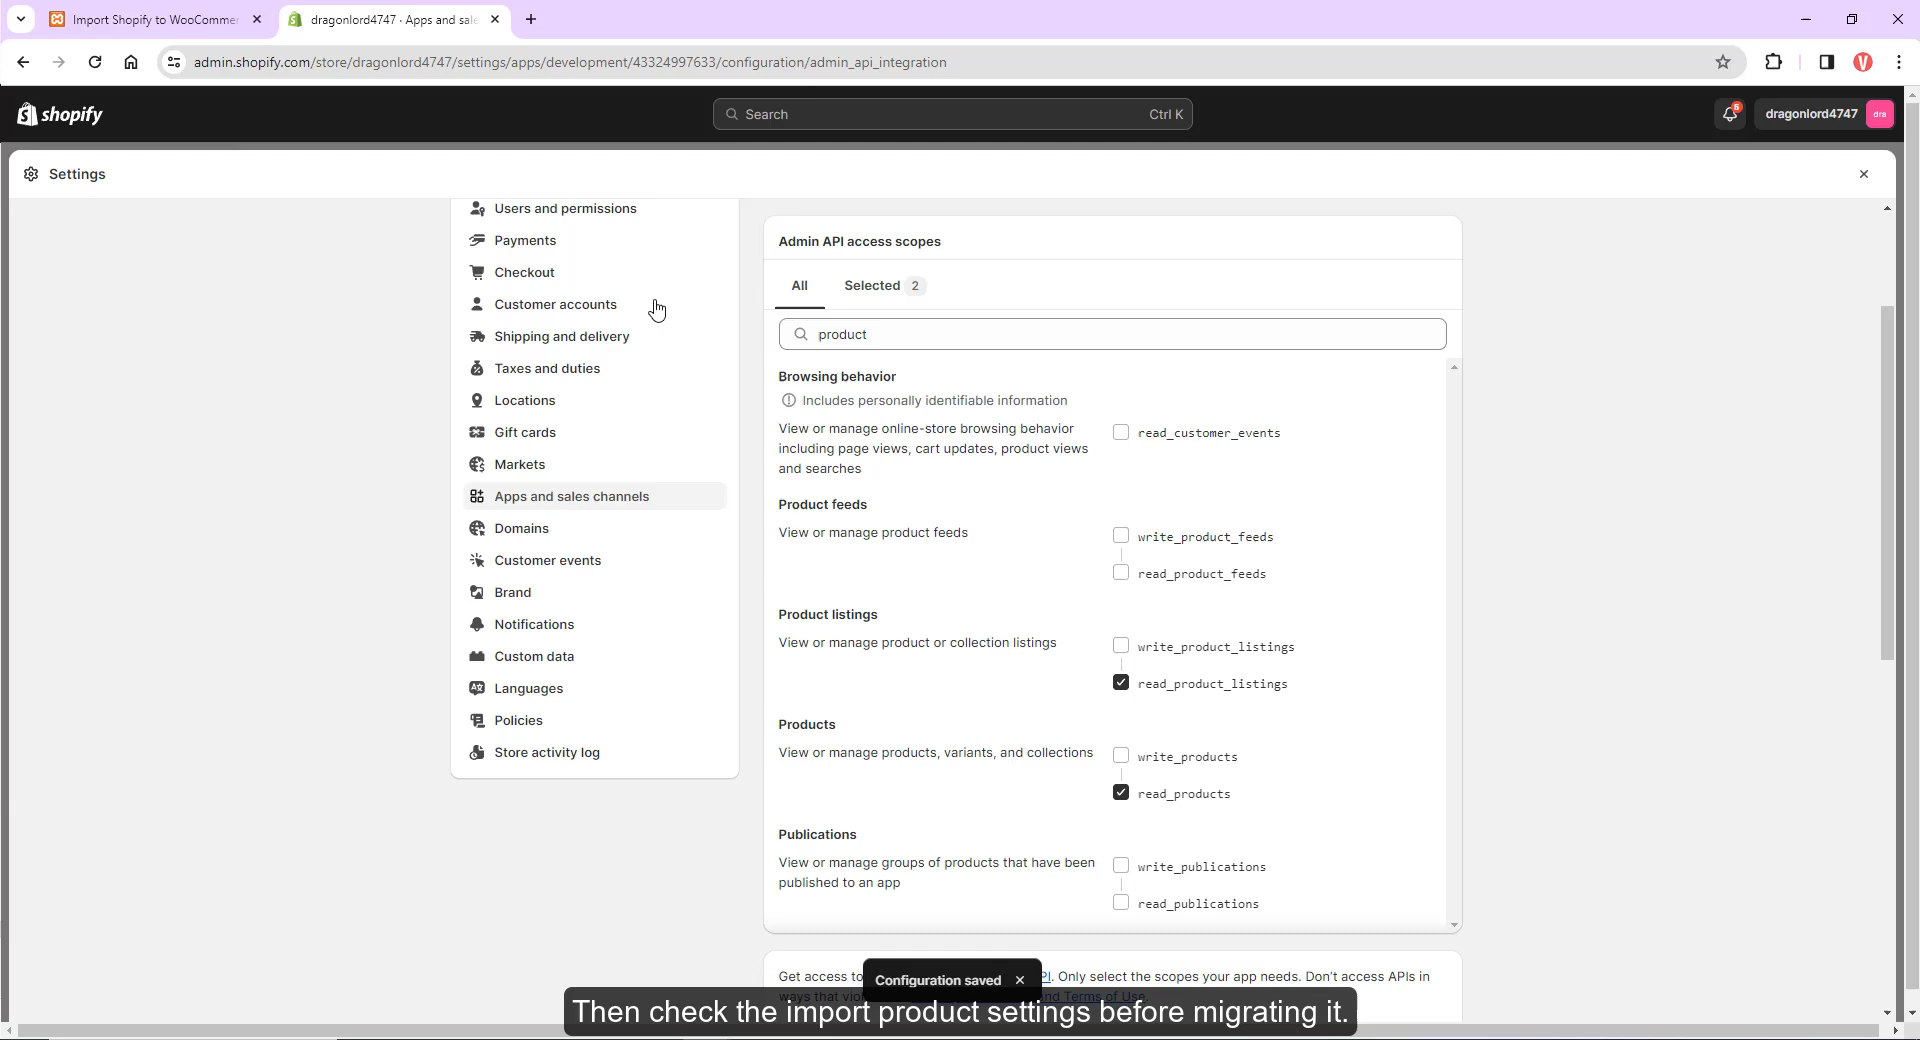 Import Shopify to WooCommer
dragonlord4747 · Apps and sale
admin.shopify.com/store/dragonlord4747/settings/apps/development/43324997633/configuration/admin_api_integration
V
shopify
Search
Ctrl K
5
dragonlord4747
dra
Settings
Users and permissions
Payments
Checkout
Customer accounts
Shipping and delivery
Taxes and duties
Locations
Gift cards
Markets
Apps and sales channels
Domains
Customer events
Brand
Notifications
Custom data
Languages
Policies
Store activity log
Admin API access scopes
All
Selected 2
product
Browsing behavior
Includes personally identifiable information
View or manage online-store browsing behavior
including page views, cart updates, product views
and searches
read_customer_events
Product feeds
View or manage product feeds
write_product_feeds
read_product_feeds
Product listings
View or manage product or collection listings
write_product_listings
read_product_listings
Products
View or manage products, variants, and collections
write_products
read_products
Publications
View or manage groups of products that have been
published to an app
write_publications
read_publications
Get access to PI. Only select the scopes your app needs. Don't access APIs in
ways that viol and Terms of Use.
Configuration saved
Then check the import product settings before migrating it.